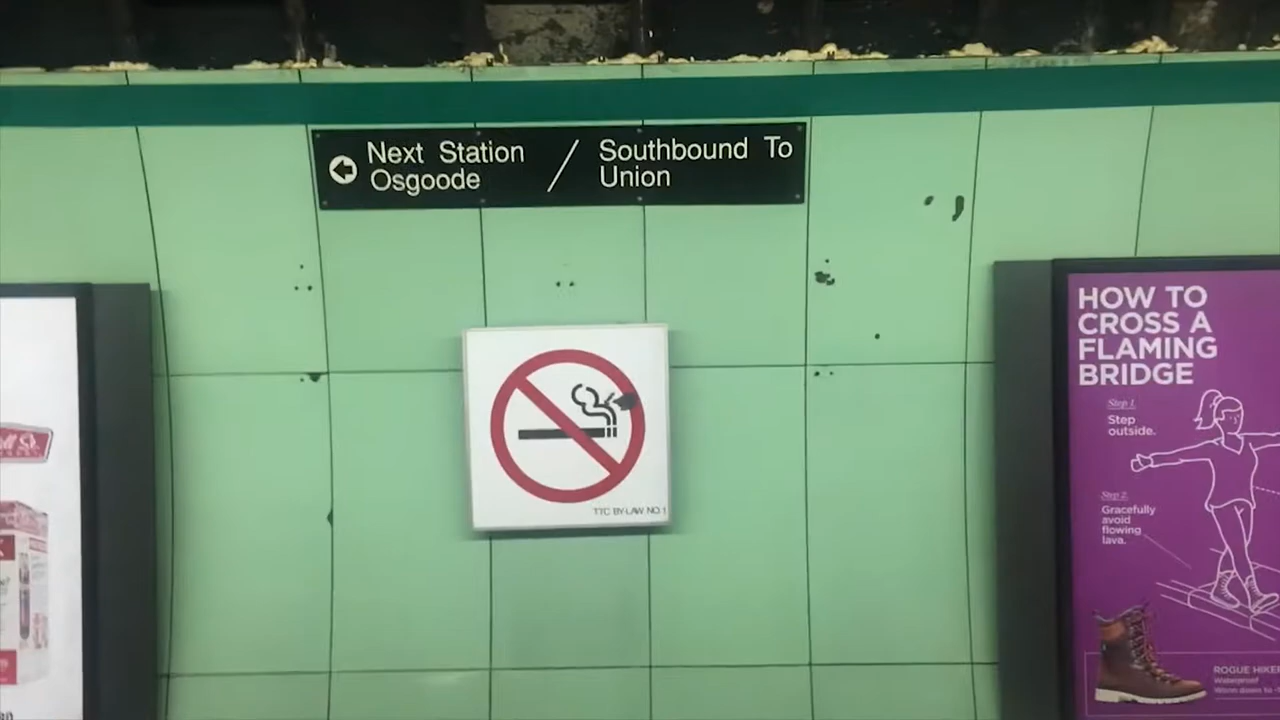 Next Station
Osgoode
/
Southbound To
Union
TTC BY-LAW NO.1
HOW TO
CROSS A
FLAMING
BRIDGE
Step 1.
Step
outside.
Step 2.
Gracefully
avoid
flowing
lava.
ROGUE HIKER
Waterproof